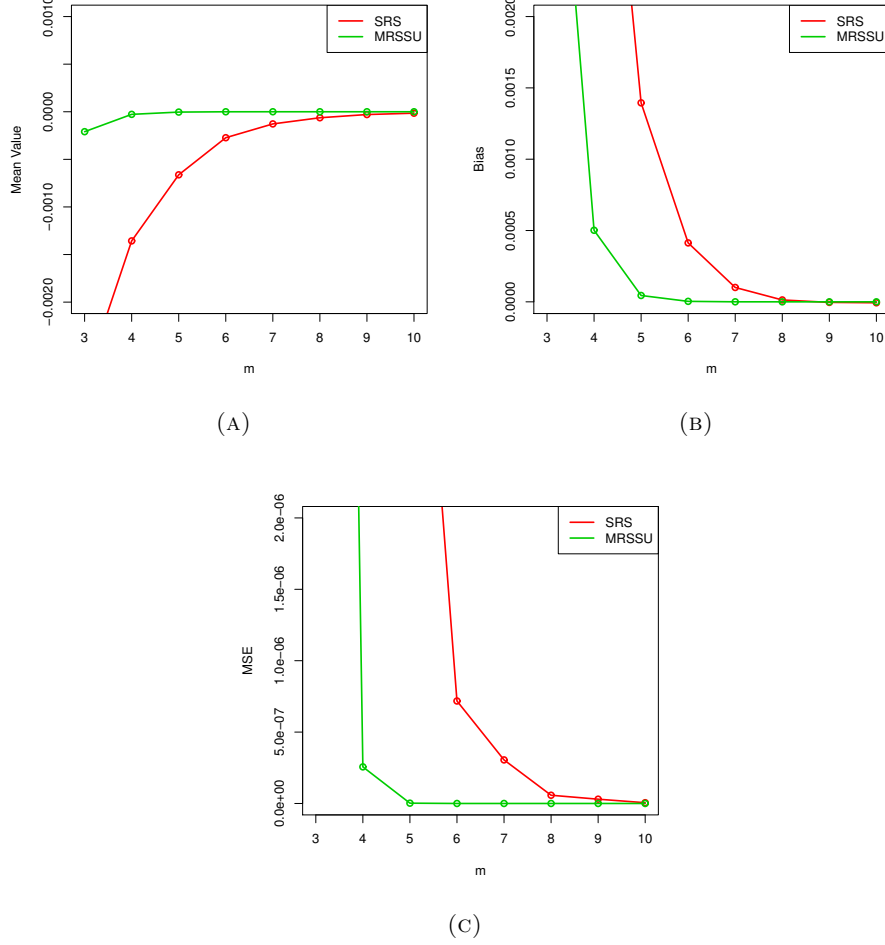 SRS
MRSSU
Mean Value
0.0010
0.0000
−0.0010
−0.0020
3 4 5 6 7 8 9 10
m
(A)
SRS
MRSSU
Bias
0.0020
0.0015
0.0010
0.0005
0.0000
3 4 5 6 7 8 9 10
m
(B)
SRS
MRSSU
MSE
2.0e−06
1.5e−06
1.0e−06
5.0e−07
0.0e+00
3 4 5 6 7 8 9 10
m
(C)